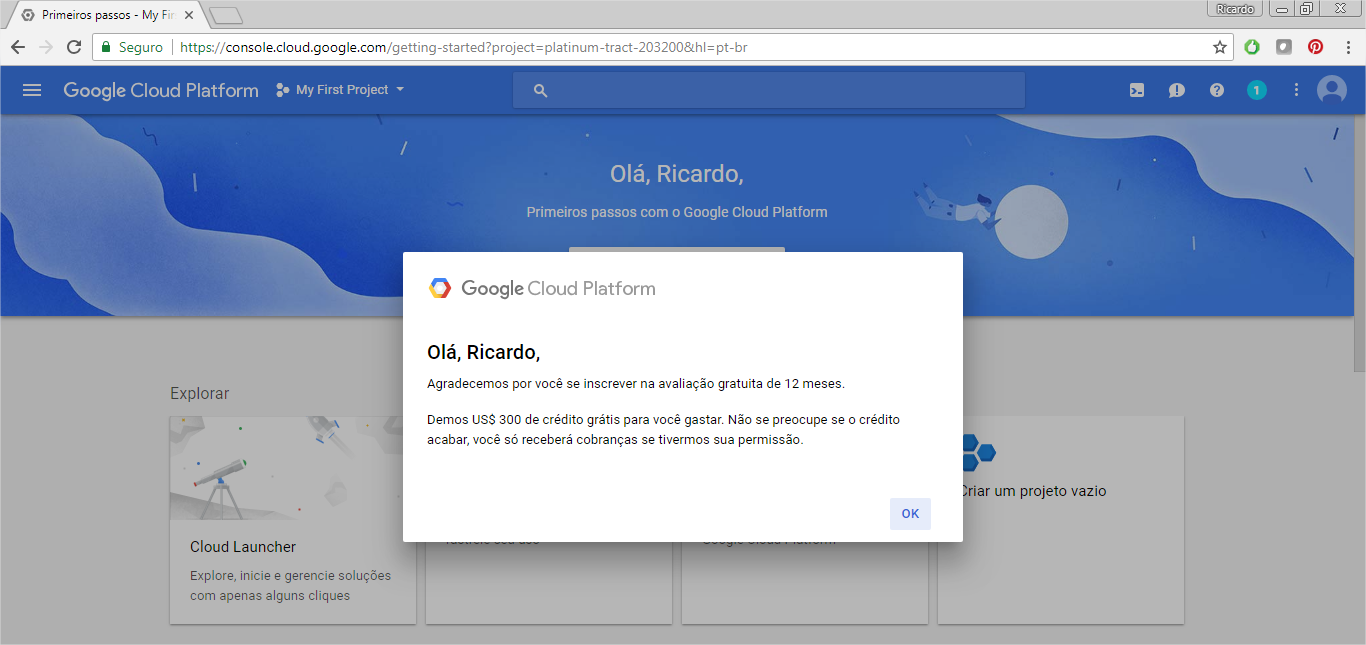 Primeiros passos - My Fir
Ricardo
Seguro
https://console.cloud.google.com/getting-started?project=platinum-tract-203200&hl=pt-br
Google Cloud Platform
My First Project
1
Olá, Ricardo,
Primeiros passos com o Google Cloud Platform
Google Cloud Platform
Olá, Ricardo,
Agradecemos por você se inscrever na avaliação gratuita de 12 meses.
Demos US$ 300 de crédito grátis para você gastar. Não se preocupe se o crédito
acabar, você só receberá cobranças se tivermos sua permissão.
OK
Explorar
Cloud Launcher
Explore, inicie e gerencie soluções
com apenas alguns cliques
Google Cloud Platform
Criar um projeto vazio